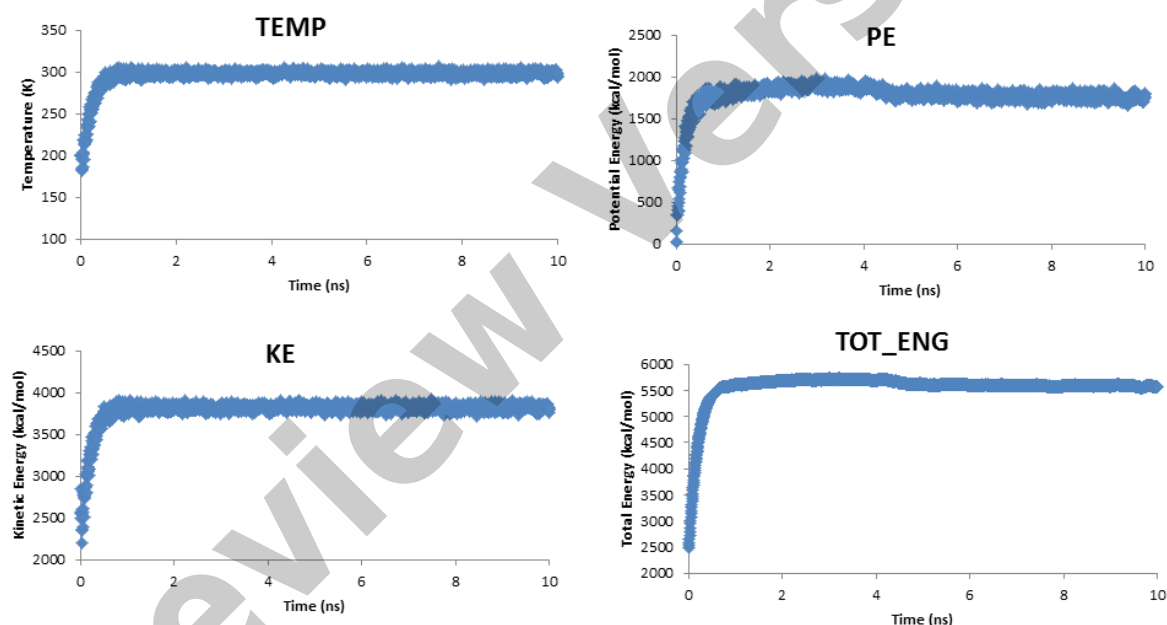 TEMP
350
300
250
200
150
100
Temperature (K)
0 2 4 6 8 10
Time (ns)
PE
2500
2000
1500
1000
500
0
Potential Energy (kcal/mol)
0 2 4 6 8 10
Time (ns)
KE
4500
4000
3500
3000
2500
2000
Kinetic Energy (kcal/mol)
0 2 4 6 8 10
Time (ns)
TOT_ENG
6000
5500
5000
4500
4000
3500
3000
2500
2000
Total Energy (kcal/mol)
0 2 4 6 8 10
Time (ns)
eview vers